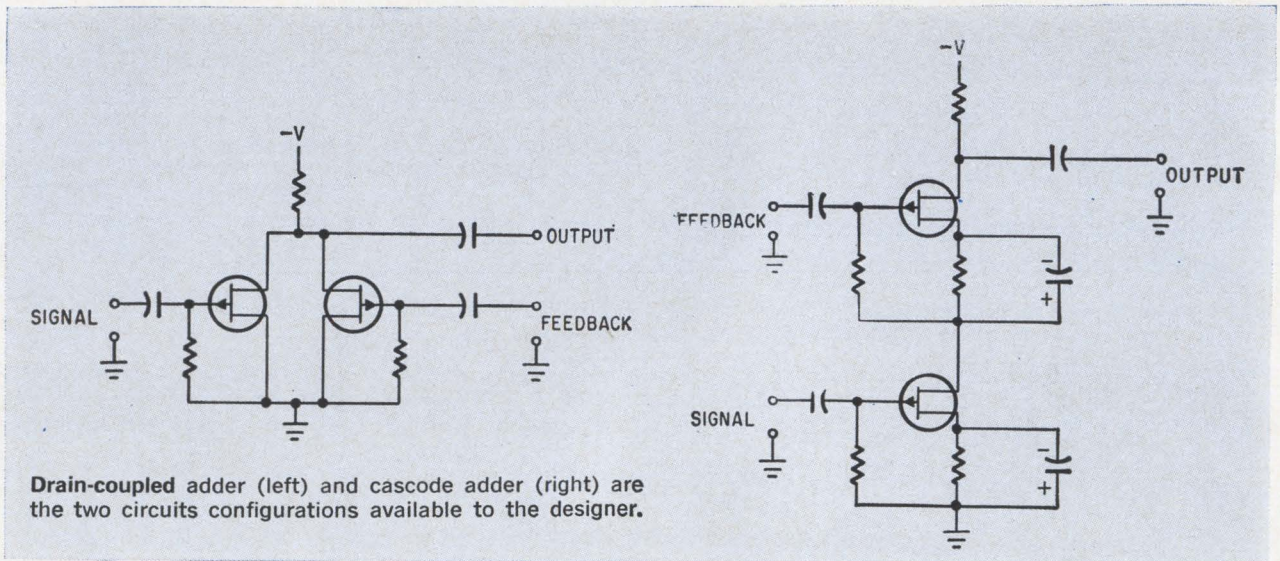 -V
OUTPUT
SIGNAL
FEEDBACK
-V
OUTPUT
FEEDBACK
-
+
SIGNAL
-
+
Drain-coupled adder (left) and cascode adder (right) are
the two circuits configurations available to the designer.